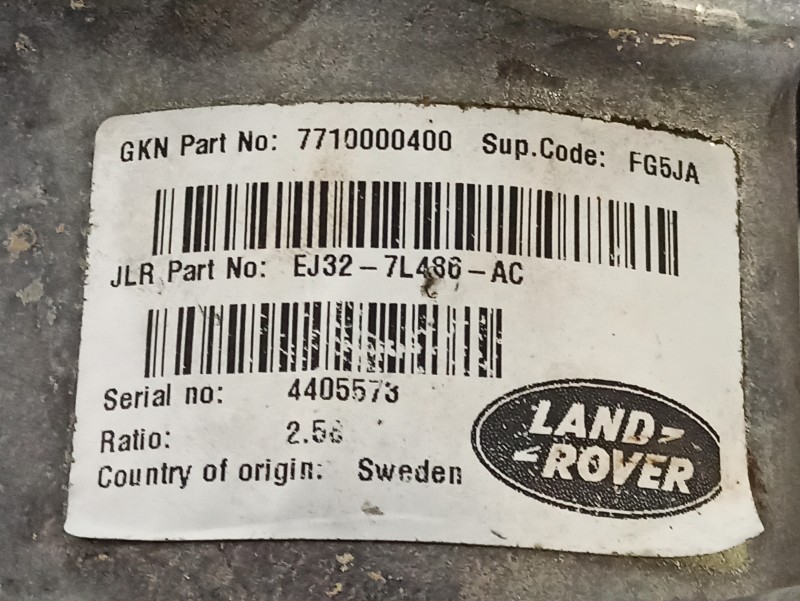 GKN Part No: 7710000400 Sup.Code: FG5JA
JLR Part No: EJ32-7L486-AC
Serial no: 4405573
Ratio: 2.56
Country of origin: Sweden
LAND
ROVER